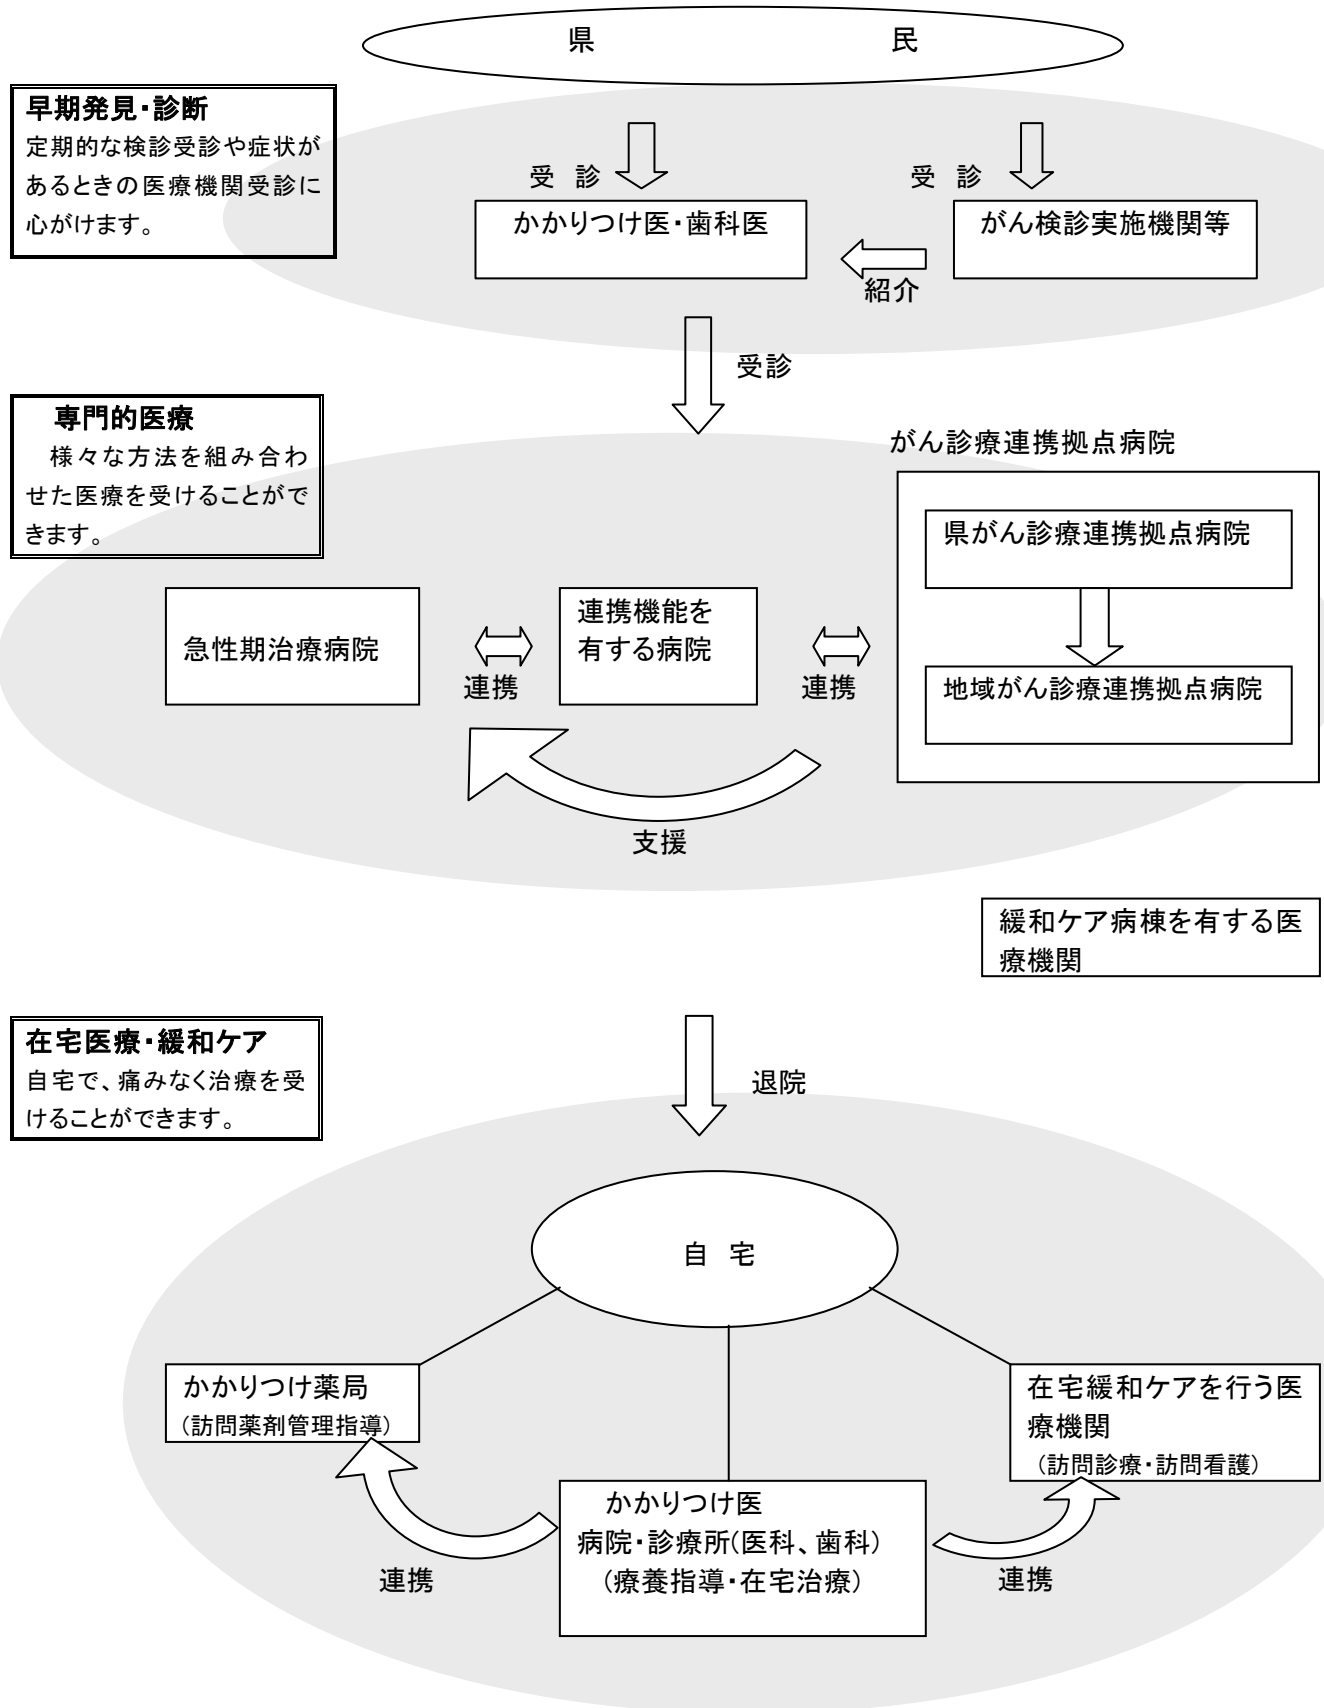 県　民
早期発見・診断
定期的な検診受診や症状が
あるときの医療機関受診に
心がけます。
受　診
受　診
かかりつけ医・歯科医
がん検診実施機関等
紹介
受診
専門的医療
様々な方法を組み合わ
せた医療を受けることがで
きます。
がん診療連携拠点病院
県がん診療連携拠点病院
急性期治療病院
連携
連携機能を
有する病院
連携
地域がん診療連携拠点病院
支援
緩和ケア病棟を有する医
療機関
在宅医療・緩和ケア
自宅で、痛みなく治療を受
けることができます。
退院
自　宅
かかりつけ薬局
(訪問薬剤管理指導)
在宅緩和ケアを行う医
療機関
(訪問診療・訪問看護)
かかりつけ医
病院・診療所(医科、歯科)
(療養指導・在宅治療)
連携
連携